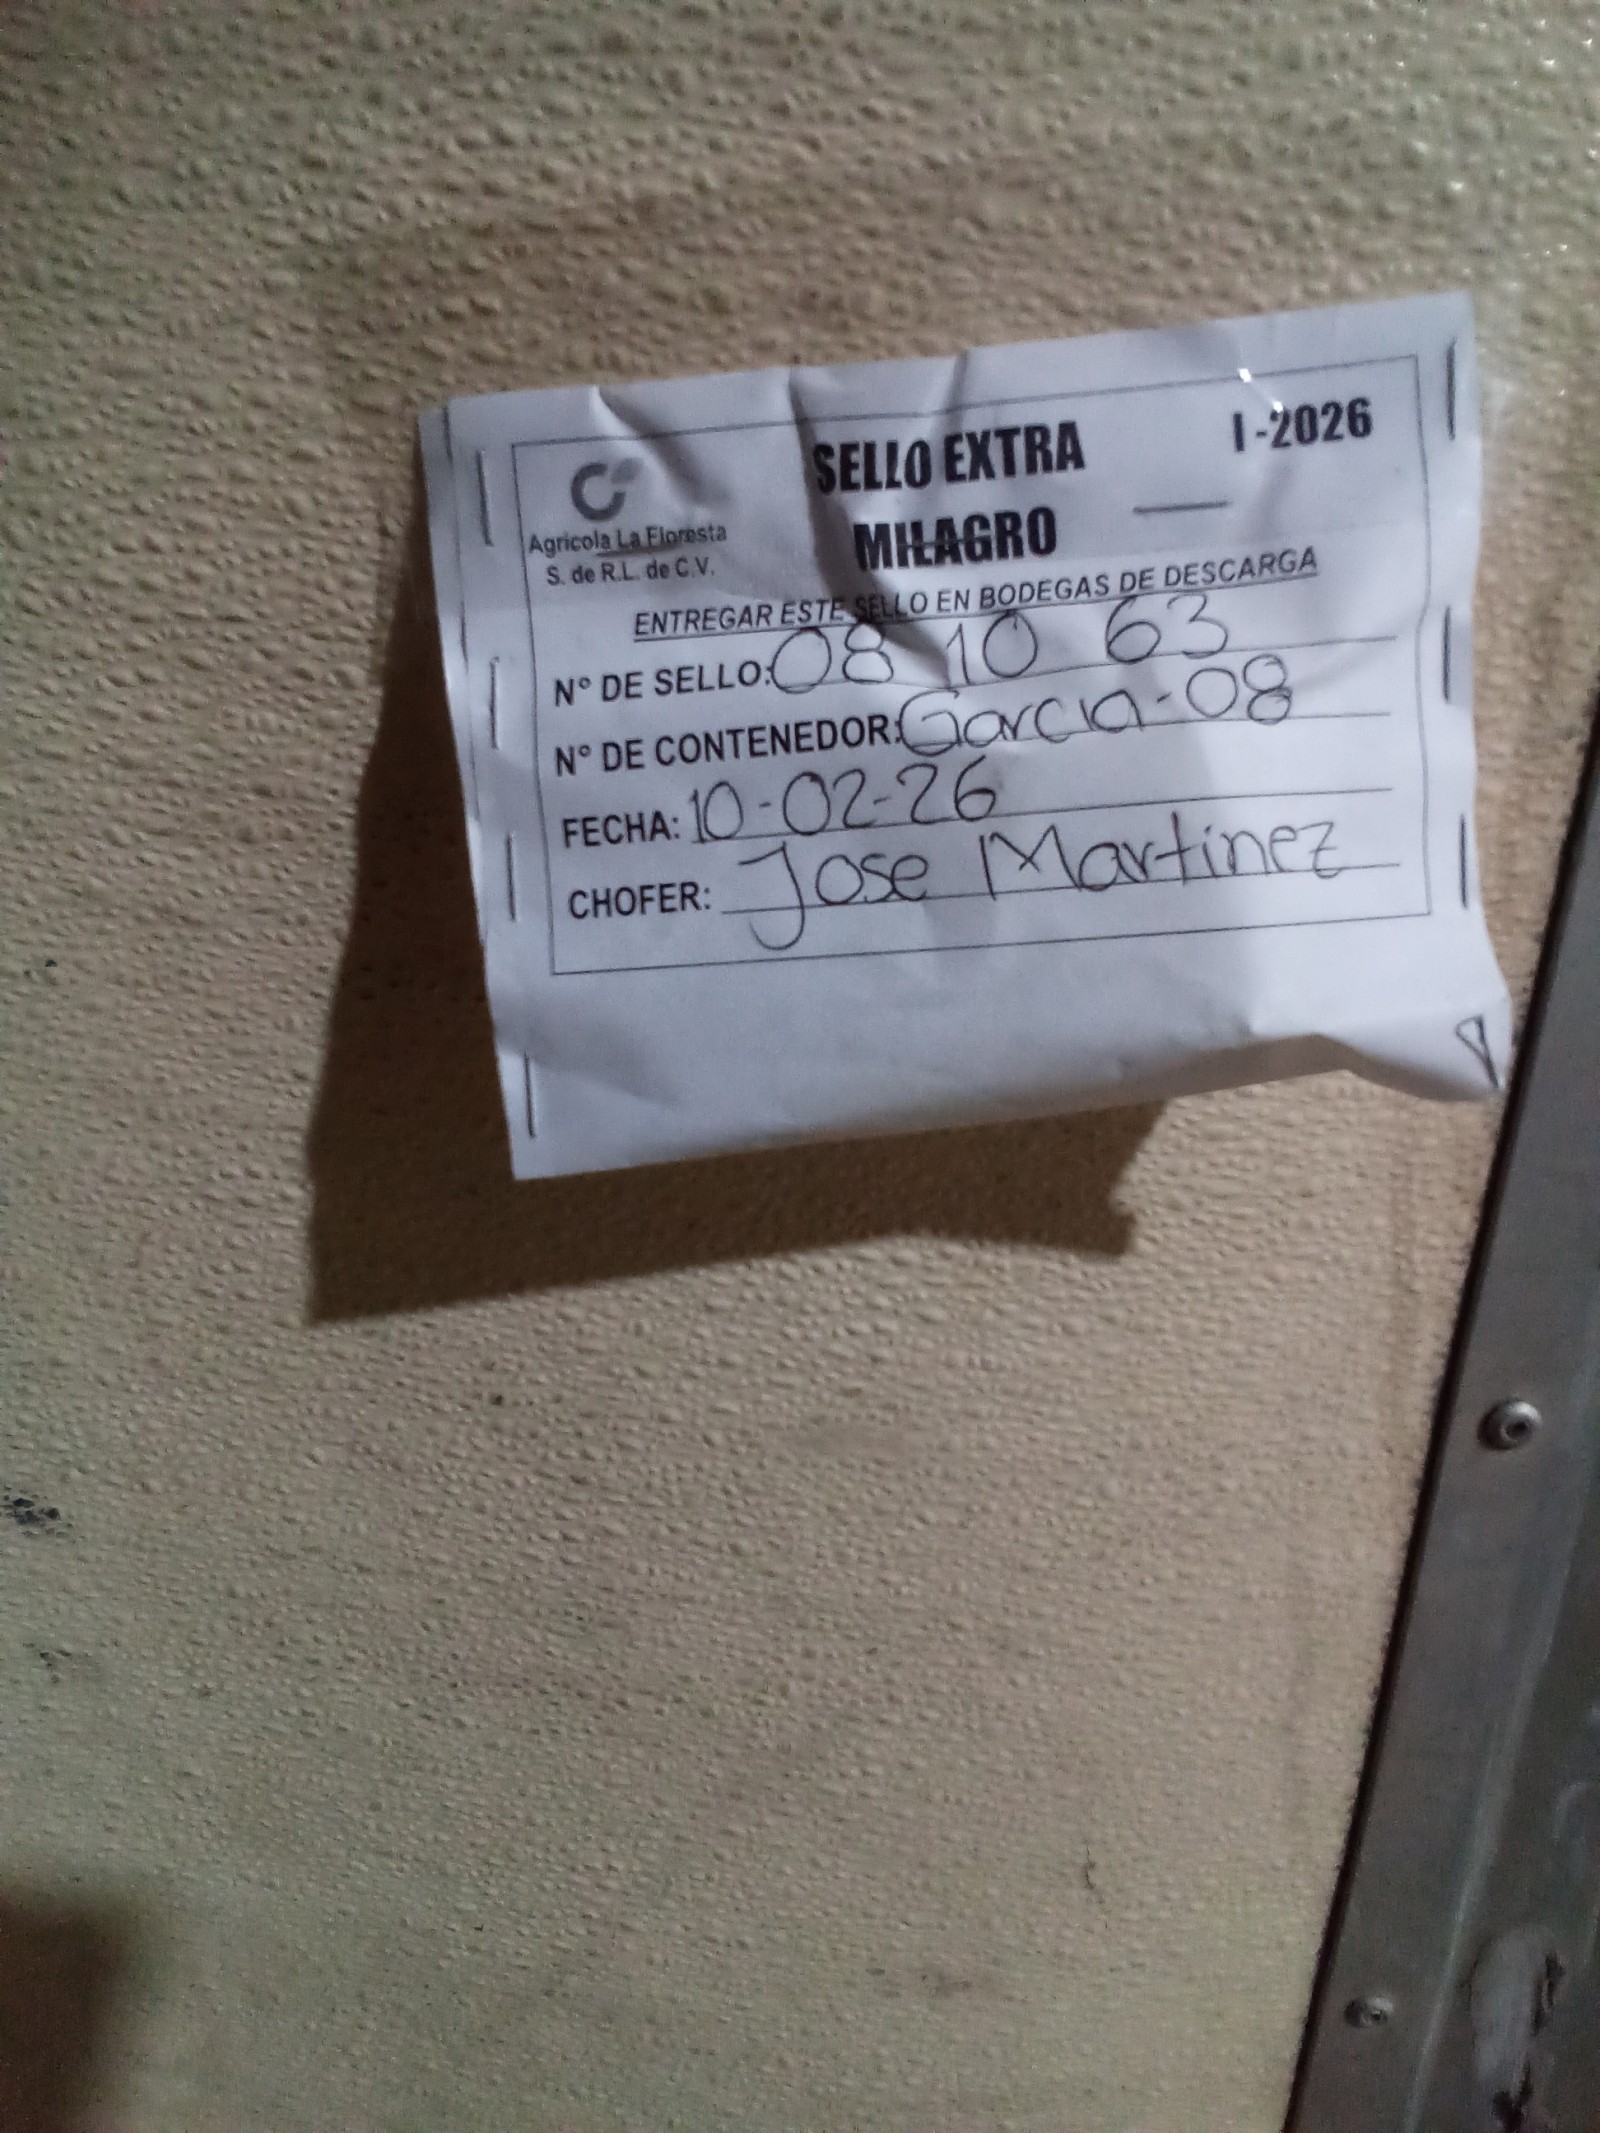 SELLO EXTRA I-2026
MILAGRO
Agrícola La Floresta
S. de R.L. de C.V.
ENTREGAR ESTE SELLO EN BODEGAS DE DESCARGA
N° DE SELLO: 08 10 63
N° DE CONTENEDOR: Garcia-08
FECHA: 10-02-26
CHOFER: Jose Martinez